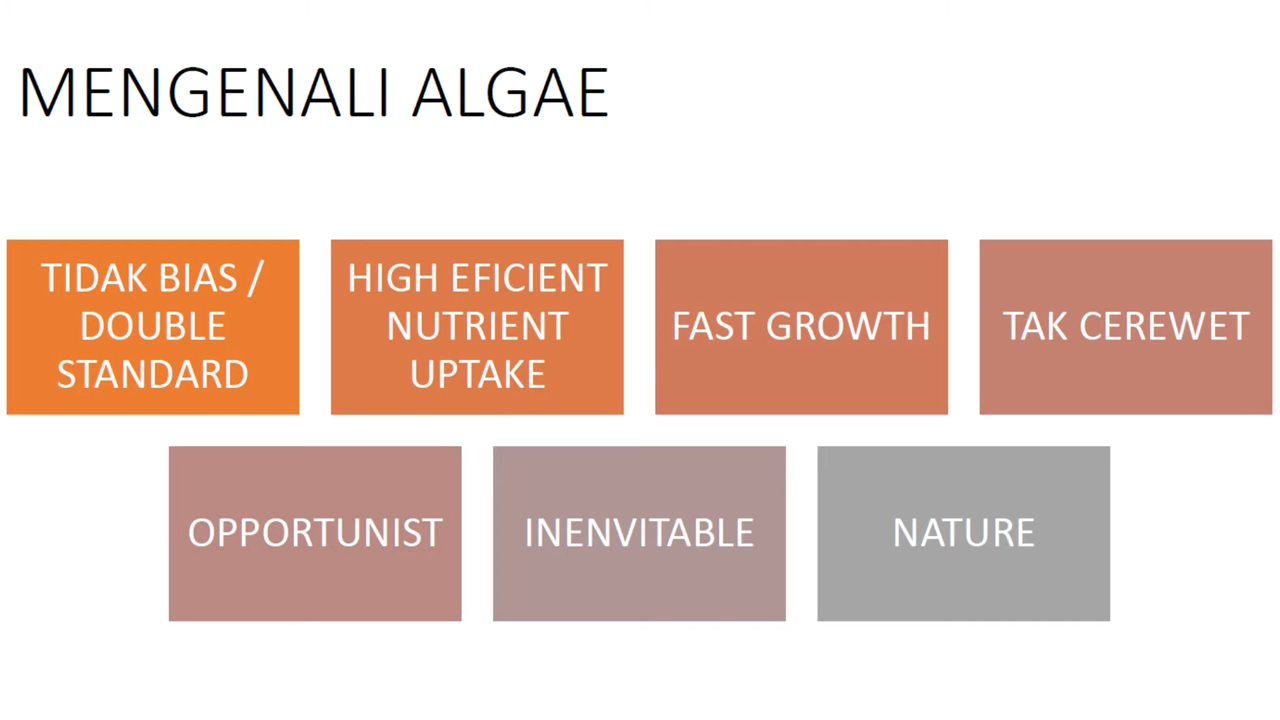 MENGENALI ALGAE
TIDAK BIAS /
DOUBLE
STANDARD
HIGH EFICIENT
NUTRIENT
UPTAKE
FAST GROWTH
TAK CEREWET
OPPORTUNIST
INENVITABLE
NATURE